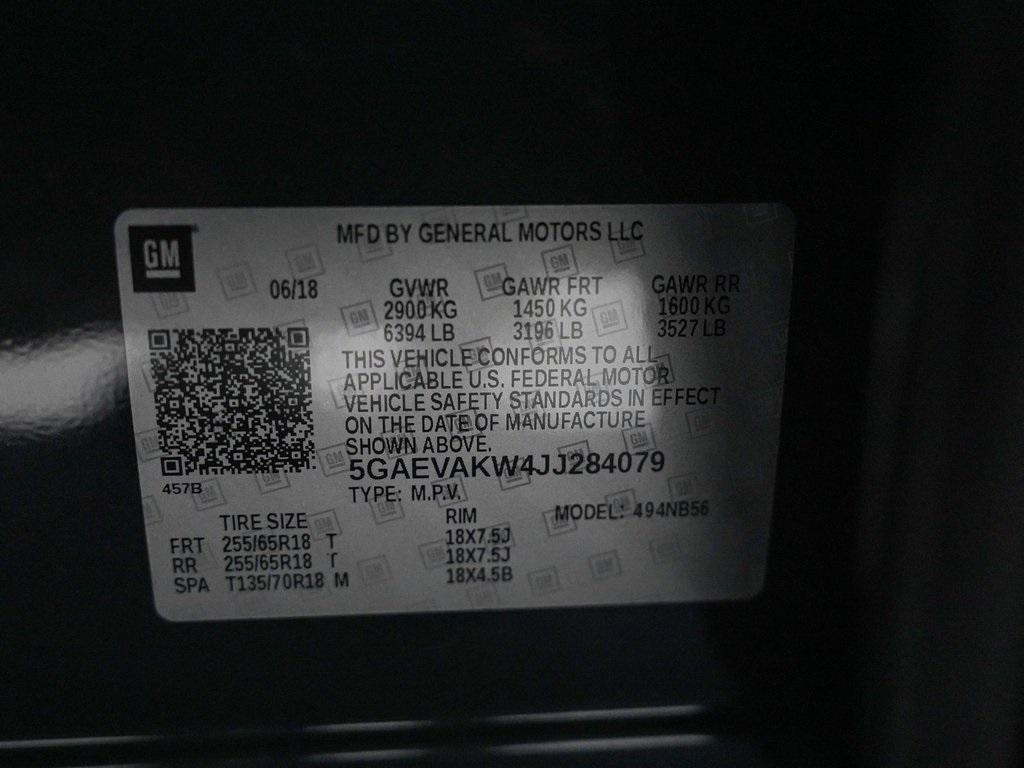 GM
MFD BY GENERAL MOTORS LLC
06/18 GVWR GAWR FRT GAWR RR
2900 KG 1450 KG 1600 KG
6394 LB 3196 LB 3527 LB
THIS VEHICLE CONFORMS TO ALL
APPLICABLE U.S. FEDERAL MOTOR
VEHICLE SAFETY STANDARDS IN EFFECT
ON THE DATE OF MANUFACTURE
SHOWN ABOVE.
5GAEVAKW4JJ284079
457B
TYPE: M.P.V.
TIRE SIZE RIM MODEL: 494NB56
FRT 255/65R18 T 18X7.5J
RR 255/65R18 T 18X7.5J
SPA T135/70R18 M 18X4.5B